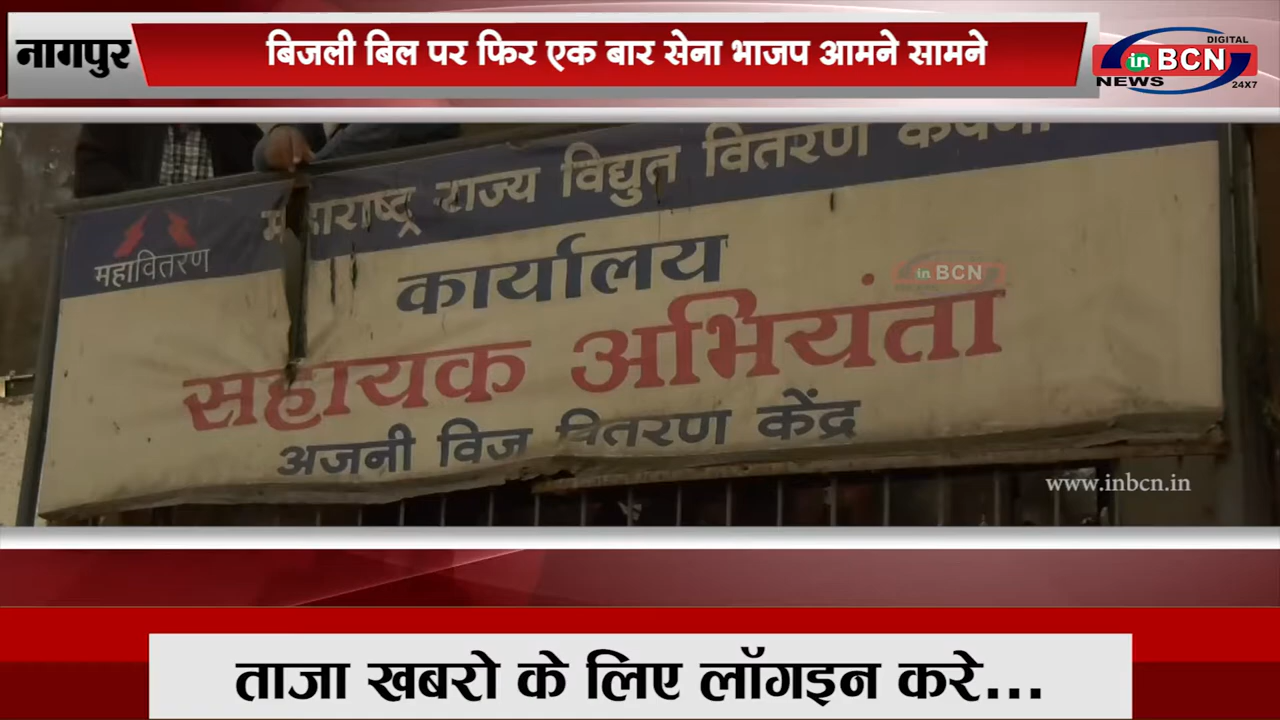 नागपुर
बिजली बिल पर फिर एक बार सेना भाजप आमने सामने
DIGITAL
in BCN
NEWS 24X7
महाराष्ट्र राज्य विद्युत वितरण
महावितरण
कार्यालय
in BCN
सहायक अभियंता
अजनी विज वितरण केंद्र
www.inbcn.in
ताजा खबरो के लिए लॉगइन करे...